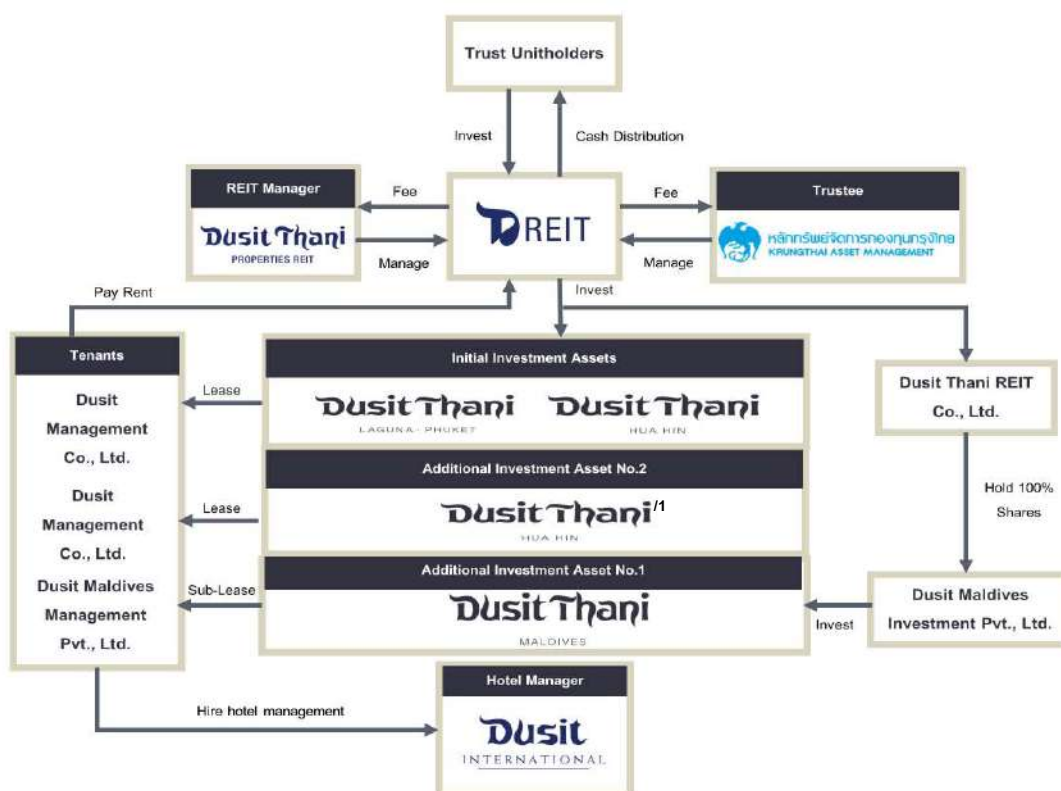 Trust Unitholders
Invest
Cash Distribution
REIT Manager
Dusit Thani
PROPERTIES REIT
Fee
Manage
DREIT
Fee
Manage
Trustee
หลักทรัพย์จัดการกองทุนกรุงไทย
KRUNGTHAI ASSET MANAGEMENT
Pay Rent
Invest
Tenants
Dusit
Management
Co., Ltd.
Dusit
Management
Co., Ltd.
Dusit Maldives
Management
Pvt., Ltd.
Lease
Lease
Sub-Lease
Initial Investment Assets
Dusit Thani
LAGUNA - PHUKET
Dusit Thani
HUA HIN
Additional Investment Asset No.2
Dusit Thani/1
HUA HIN
Additional Investment Asset No.1
Dusit Thani
MALDIVES
Dusit Thani REIT
Co., Ltd.
Hold 100%
Shares
Dusit Maldives
Investment Pvt., Ltd.
Invest
Hire hotel management
Hotel Manager
Dusit
INTERNATIONAL